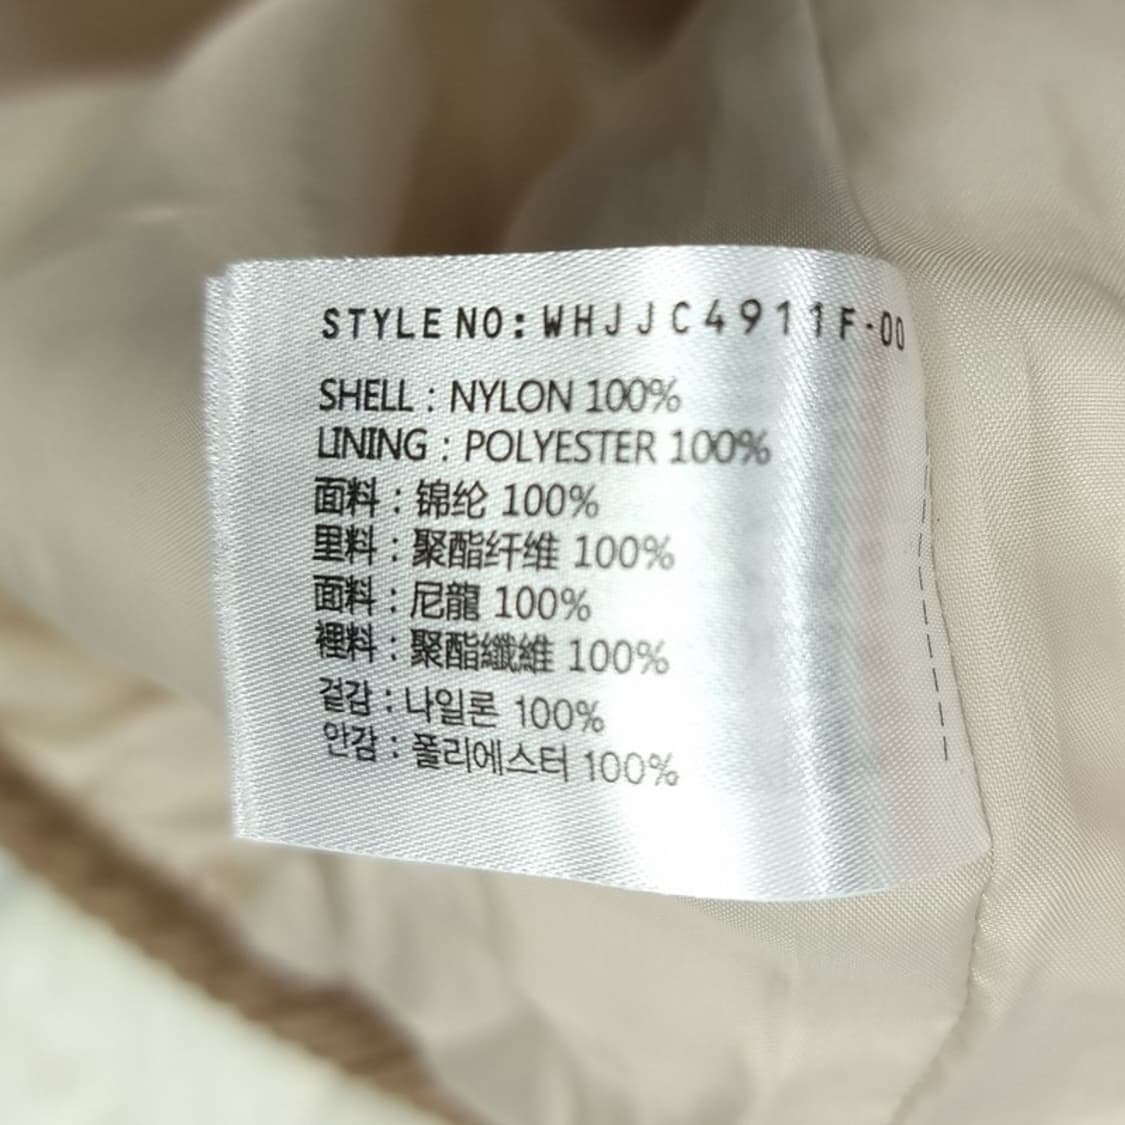 STYLE NO: WHJJC4911F-00
SHELL : NYLON 100%
LINING : POLYESTER 100%
面料 : 锦纶 100%
里料 : 聚酯纤维 100%
面料 : 尼龍 100%
裡料 : 聚酯纖維 100%
겉감 : 나일론 100%
안감 : 폴리에스터 100%